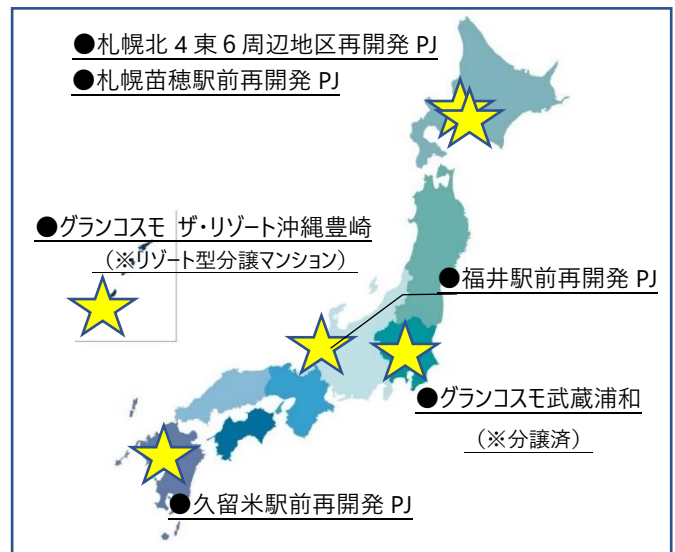 ●札幌北4東6周辺地区再開発 PJ
●札幌苗穂駅前再開発 PJ
●グランコスモ ザ・リゾート沖縄豊崎
(※リゾート型分譲マンション)
●福井駅前再開発 PJ
●グランコスモ武蔵浦和
(※分譲済)
●久留米駅前再開発 PJ